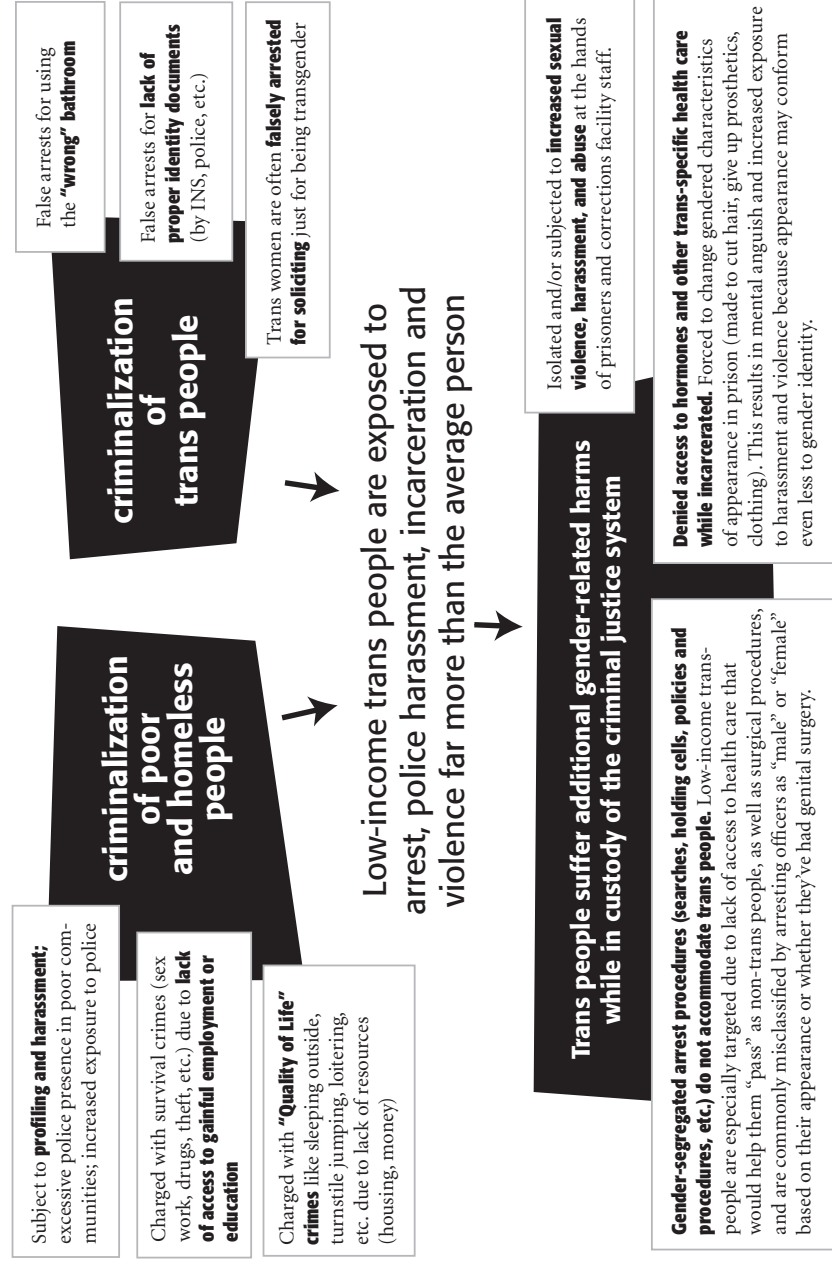 Subject to profiling and harassment;
excessive police presence in poor com-
munities; increased exposure to police
Charged with survival crimes (sex
work, drugs, theft, etc.) due to lack
of access to gainful employment or
education
Charged with "Quality of Life"
crimes like sleeping outside,
turnstile jumping, loitering,
etc. due to lack of resources
(housing, money)
criminalization
of poor
and homeless
people
criminalization
of
trans people
False arrests for using
the "wrong" bathroom
False arrests for lack of
proper identity documents
(by INS, police, etc.)
Trans women are often falsely arrested
for soliciting just for being transgender
Low-income trans people are exposed to
arrest, police harassment, incarceration and
violence far more than the average person
Trans people suffer additional gender-related harms
while in custody of the criminal justice system
Isolated and/or subjected to increased sexual
violence, harassment, and abuse at the hands
of prisoners and corrections facility staff.
Gender-segregated arrest procedures (searches, holding cells, policies and
procedures, etc.) do not accommodate trans people. Low-income trans-
people are especially targeted due to lack of access to health care that
would help them "pass" as non-trans people, as well as surgical procedures,
and are commonly misclassified by arresting officers as "male" or "female"
based on their appearance or whether they've had genital surgery.
Denied access to hormones and other trans-specific health care
while incarcerated. Forced to change gendered characteristics
of appearance in prison (made to cut hair, give up prosthetics,
clothing). This results in mental anguish and increased exposure
to harassment and violence because appearance may conform
even less to gender identity.